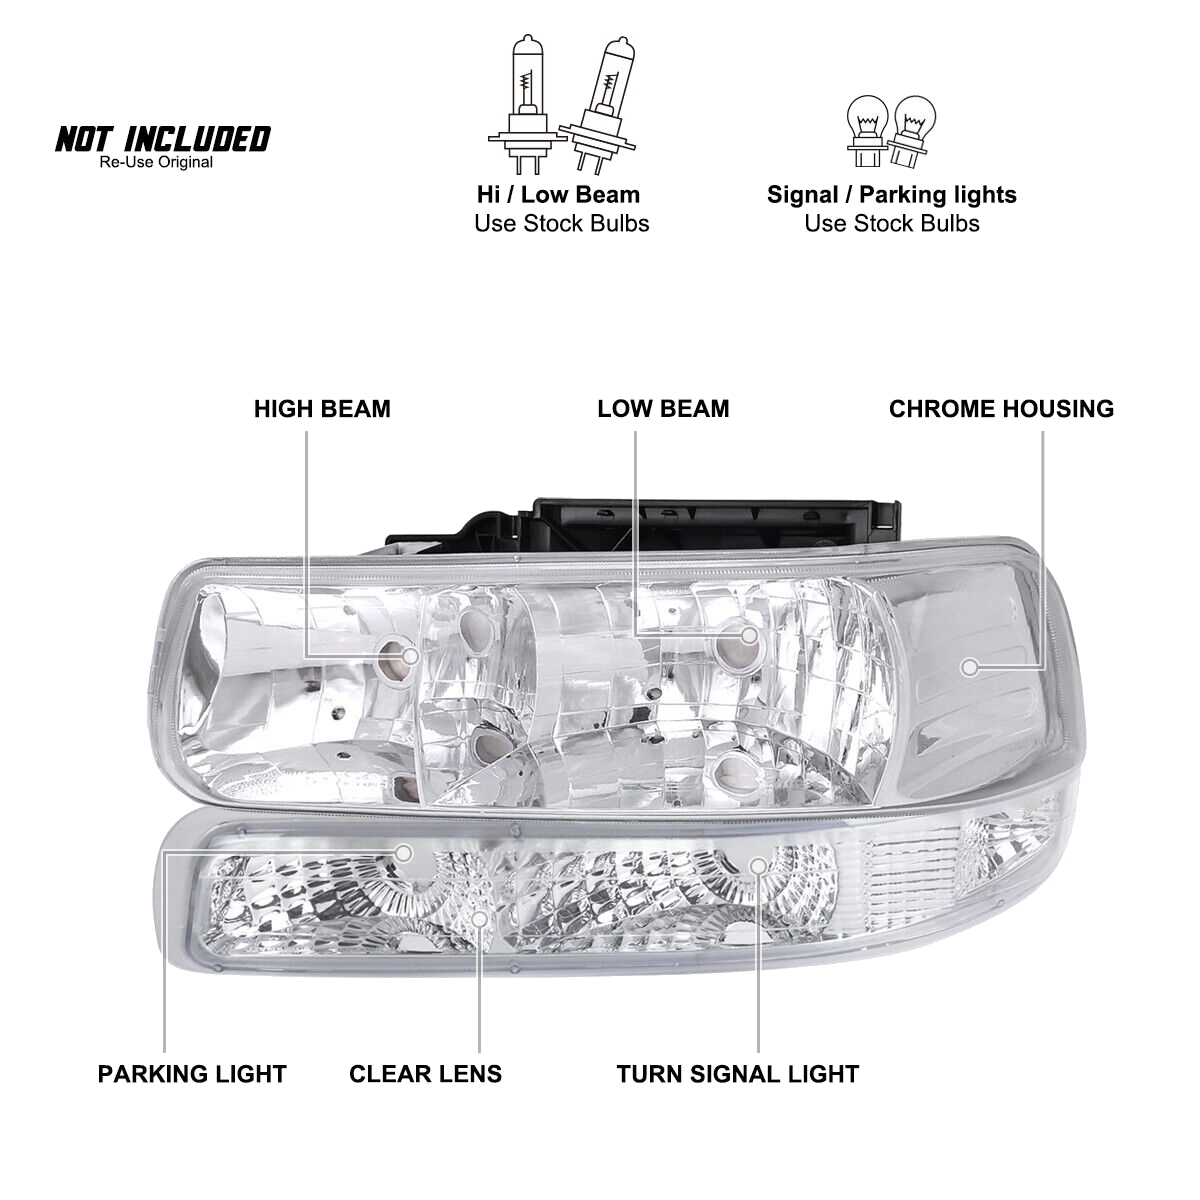 NOT INCLUDED
Re-Use Original
Hi / Low Beam
Use Stock Bulbs
Signal / Parking lights
Use Stock Bulbs
HIGH BEAM
LOW BEAM
CHROME HOUSING
PARKING LIGHT
CLEAR LENS
TURN SIGNAL LIGHT